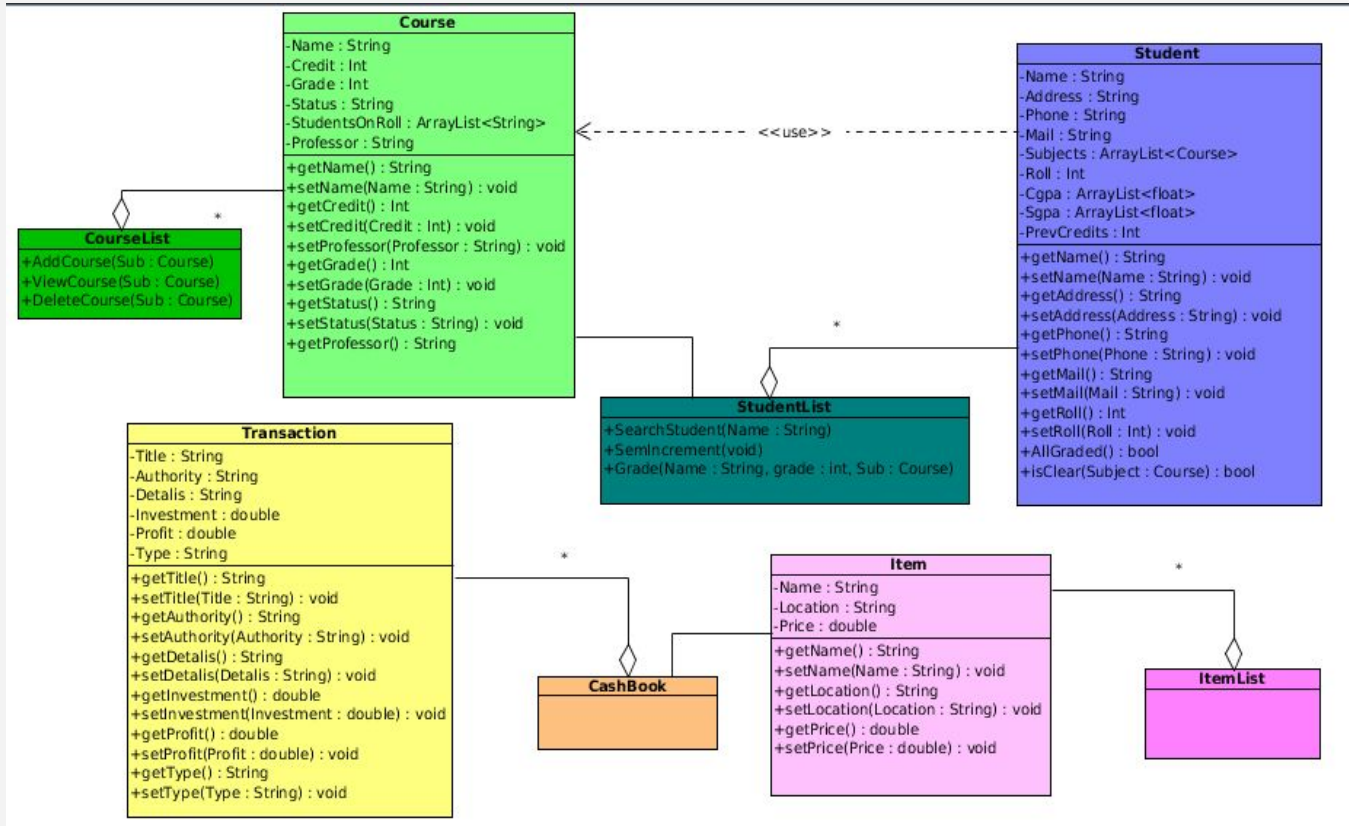 Course
-Name : String
-Credit : Int
-Grade : Int
-Status : String
-StudentsOnRoll : ArrayList<String>
-Professor : String
+getName() : String
+setName(Name : String) : void
+getCredit() : Int
+setCredit(Credit : Int) : void
+setProfessor(Professor : String) : void
+getGrade() : Int
+setGrade(Grade : Int) : void
+getStatus() : String
+setStatus(Status : String) : void
+getProfessor() : String
<<use>>
Student
-Name : String
-Address : String
-Phone : String
-Mail : String
-Subjects : ArrayList<Course>
-Roll : Int
-Cgpa : ArrayList<float>
-Sgpa : ArrayList<float>
-PrevCredits : Int
+getName() : String
+setName(Name : String) : void
+getAddress() : String
+setAddress(Address : String) : void
+getPhone() : String
+setPhone(Phone : String) : void
+getMail() : String
+setMail(Mail : String) : void
+getRoll() : Int
+setRoll(Roll : Int) : void
+AllGraded() : bool
+isClear(Subject : Course) : bool
*
CourseList
+AddCourse(Sub : Course)
+ViewCourse(Sub : Course)
+DeleteCourse(Sub : Course)
*
StudentList
+SearchStudent(Name : String)
+SemIncrement(void)
+Grade(Name : String, grade : int, Sub : Course)
Transaction
-Title : String
-Authority : String
-Detalis : String
-Investment : double
-Profit : double
-Type : String
+getTitle() : String
+setTitle(Title : String) : void
+getAuthority() : String
+setAuthority(Authority : String) : void
+getDetalis() : String
+setDetalis(Detalis : String) : void
+getInvestment() : double
+setInvestment(Investment : double) : void
+getProfit() : double
+setProfit(Profit : double) : void
+getType() : String
+setType(Type : String) : void
*
CashBook
Item
-Name : String
-Location : String
-Price : double
+getName() : String
+setName(Name : String) : void
+getLocation() : String
+setLocation(Location : String) : void
+getPrice() : double
+setPrice(Price : double) : void
*
ItemList